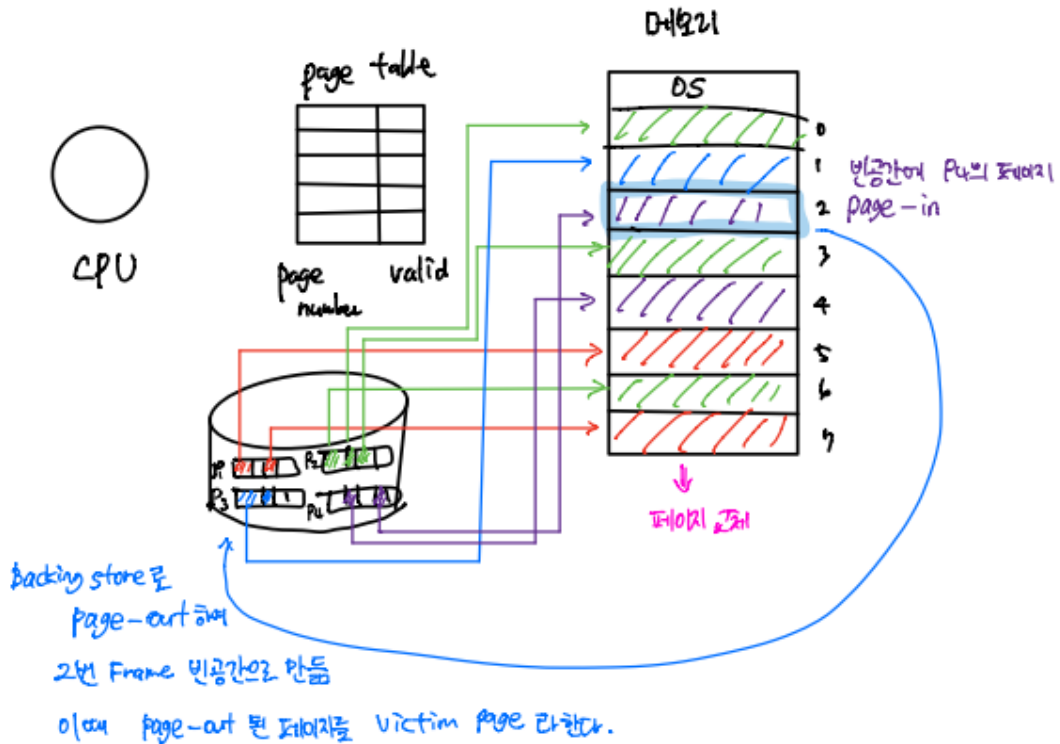 메모리
page table
OS
0
1
빈공간에 P4의 페이지
2
page-in
3
CPU
page
number
valid
4
5
6
7
P1
P2
P3
P4
페이지 교체
Backing store로
page-out 하여
2번 Frame 빈공간으로 만듦
이때 page-out 된 페이지를 victim page 라한다.